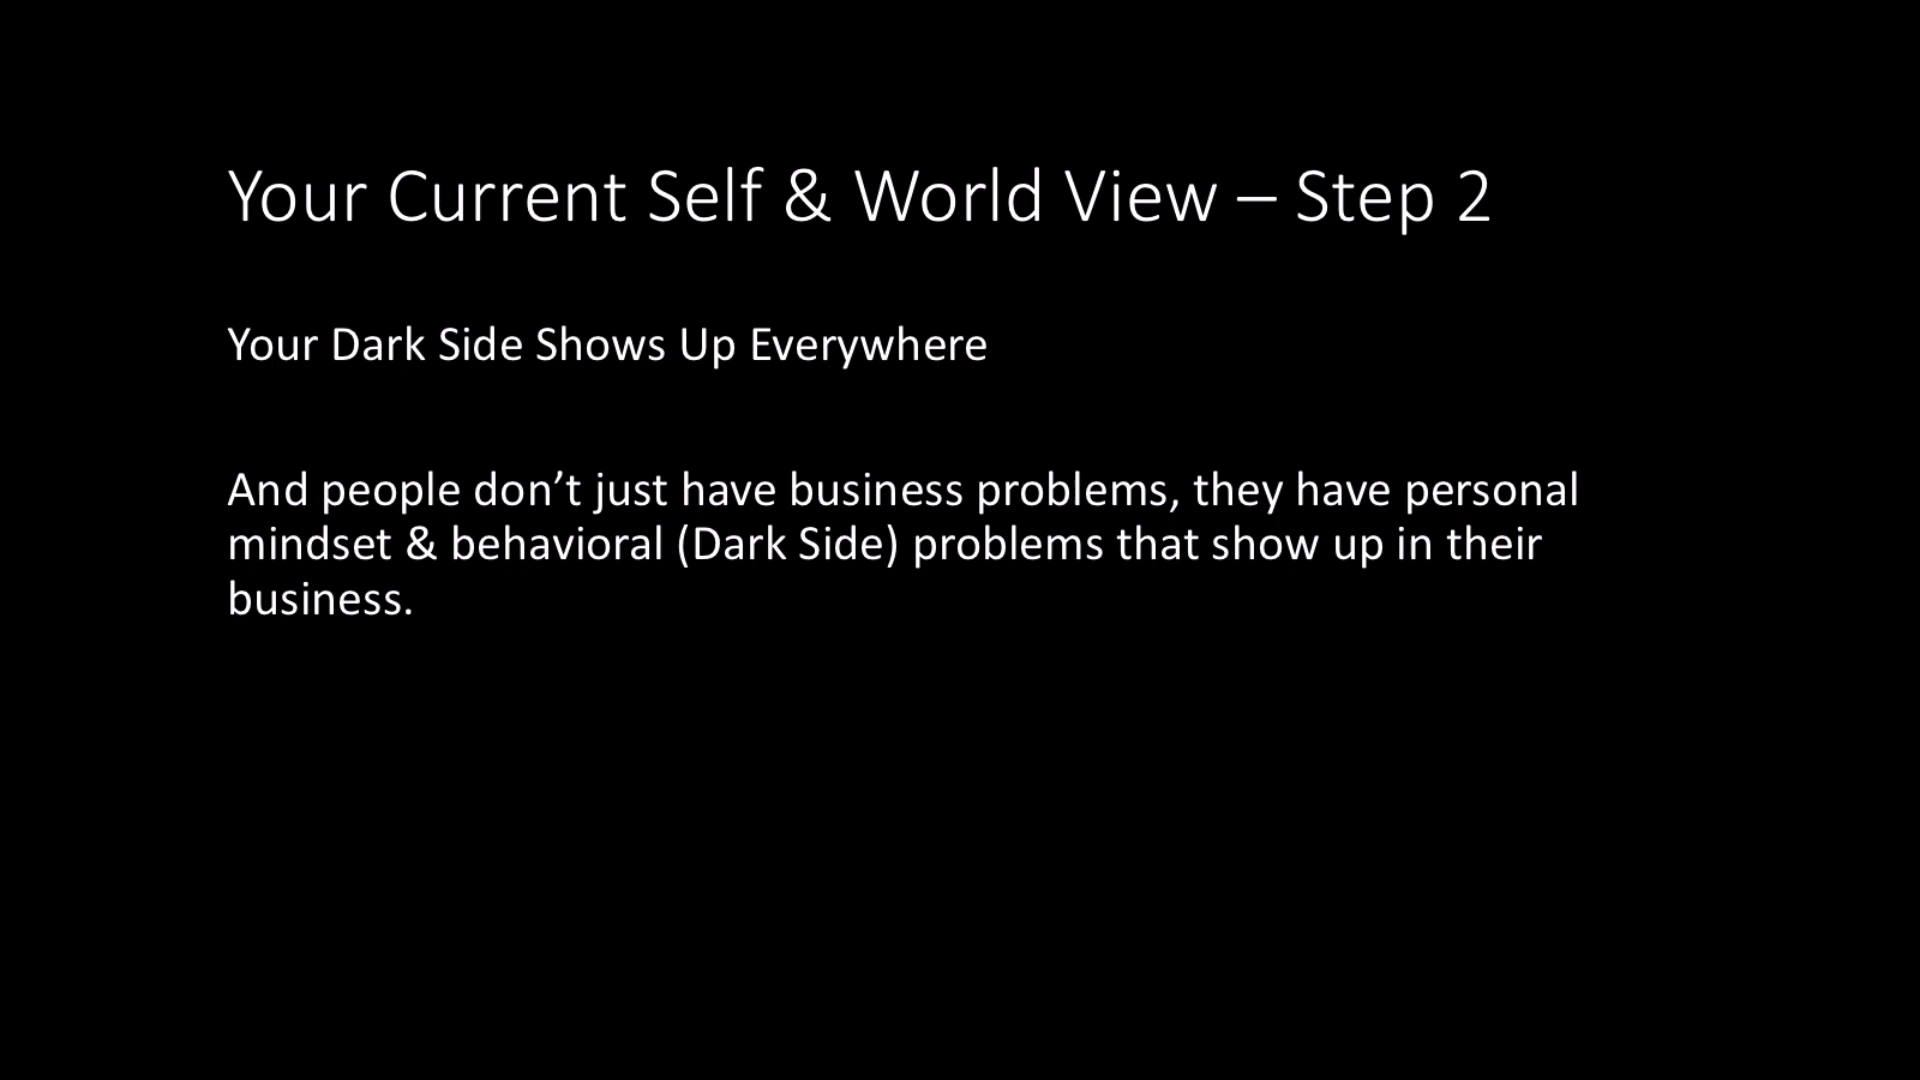 Your Current Self & World View – Step 2
Your Dark Side Shows Up Everywhere
And people don’t just have business problems, they have personal
mindset & behavioral (Dark Side) problems that show up in their
business.